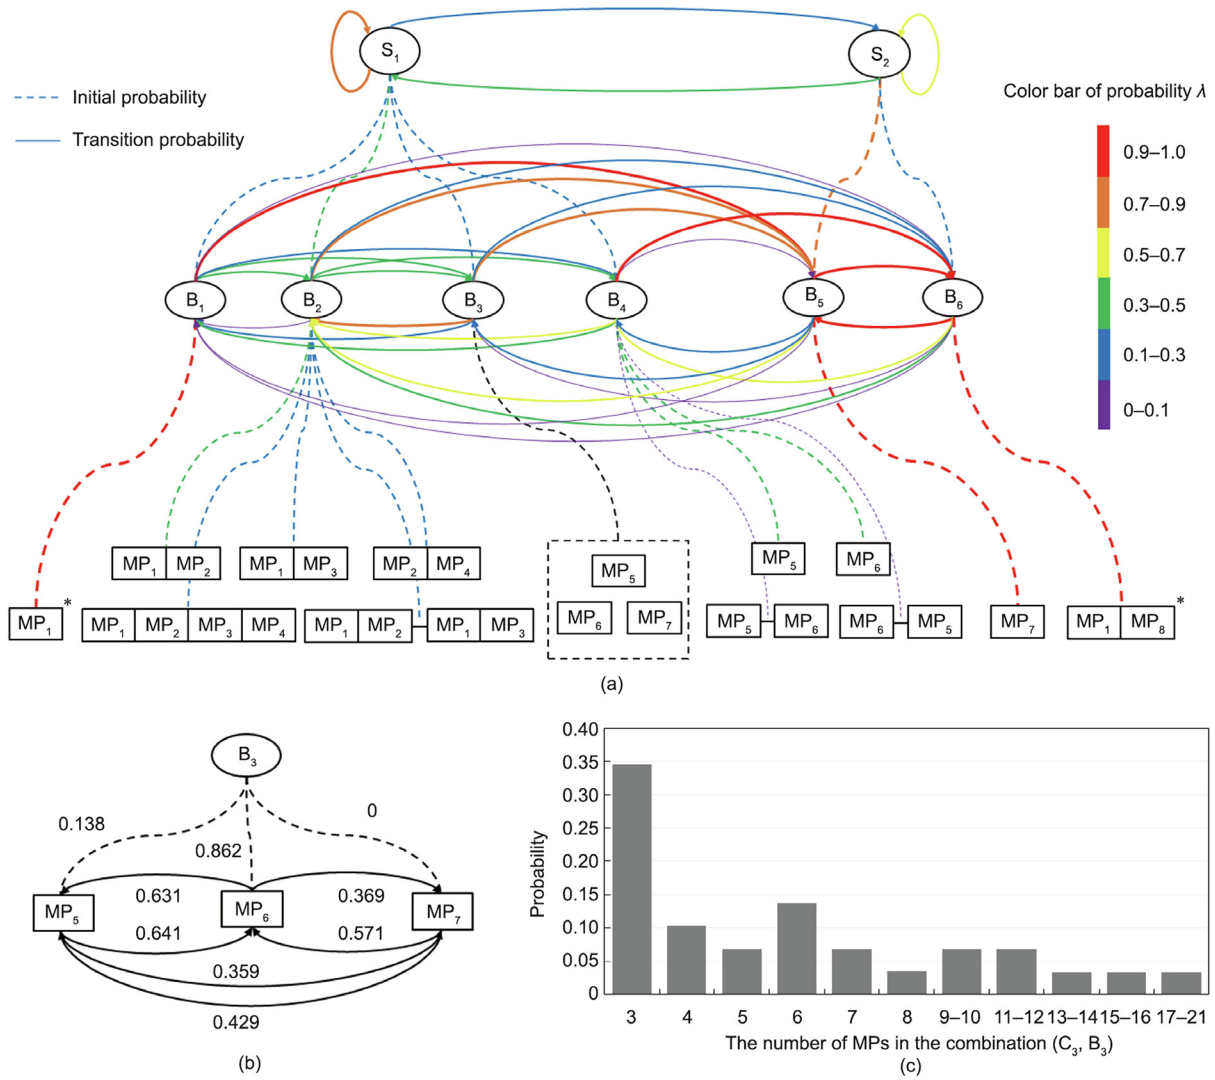 S1
S2
Initial probability
Transition probability
Color bar of probability λ
0.9–1.0
0.7–0.9
0.5–0.7
0.3–0.5
0.1–0.3
0–0.1
B1 B2 B3 B4 B5 B6
MP1 MP2 MP1 MP3 MP2 MP4 MP5 MP5 MP6
MP1 * MP1 MP2 MP3 MP4 MP1 MP2 MP1 MP3 MP6 MP7 MP5 MP6 MP6 MP5 MP7 MP1 MP8 *
(a)
B3
0.138
0
0.862
0.631 0.369
MP5 MP6 MP7
0.641 0.571
0.359
0.429
(b)
Probability
0.40
0.35
0.30
0.25
0.20
0.15
0.10
0.05
0
3 4 5 6 7 8 9–10 11–12 13–14 15–16 17–21
The number of MPs in the combination (C3, B3)
(c)